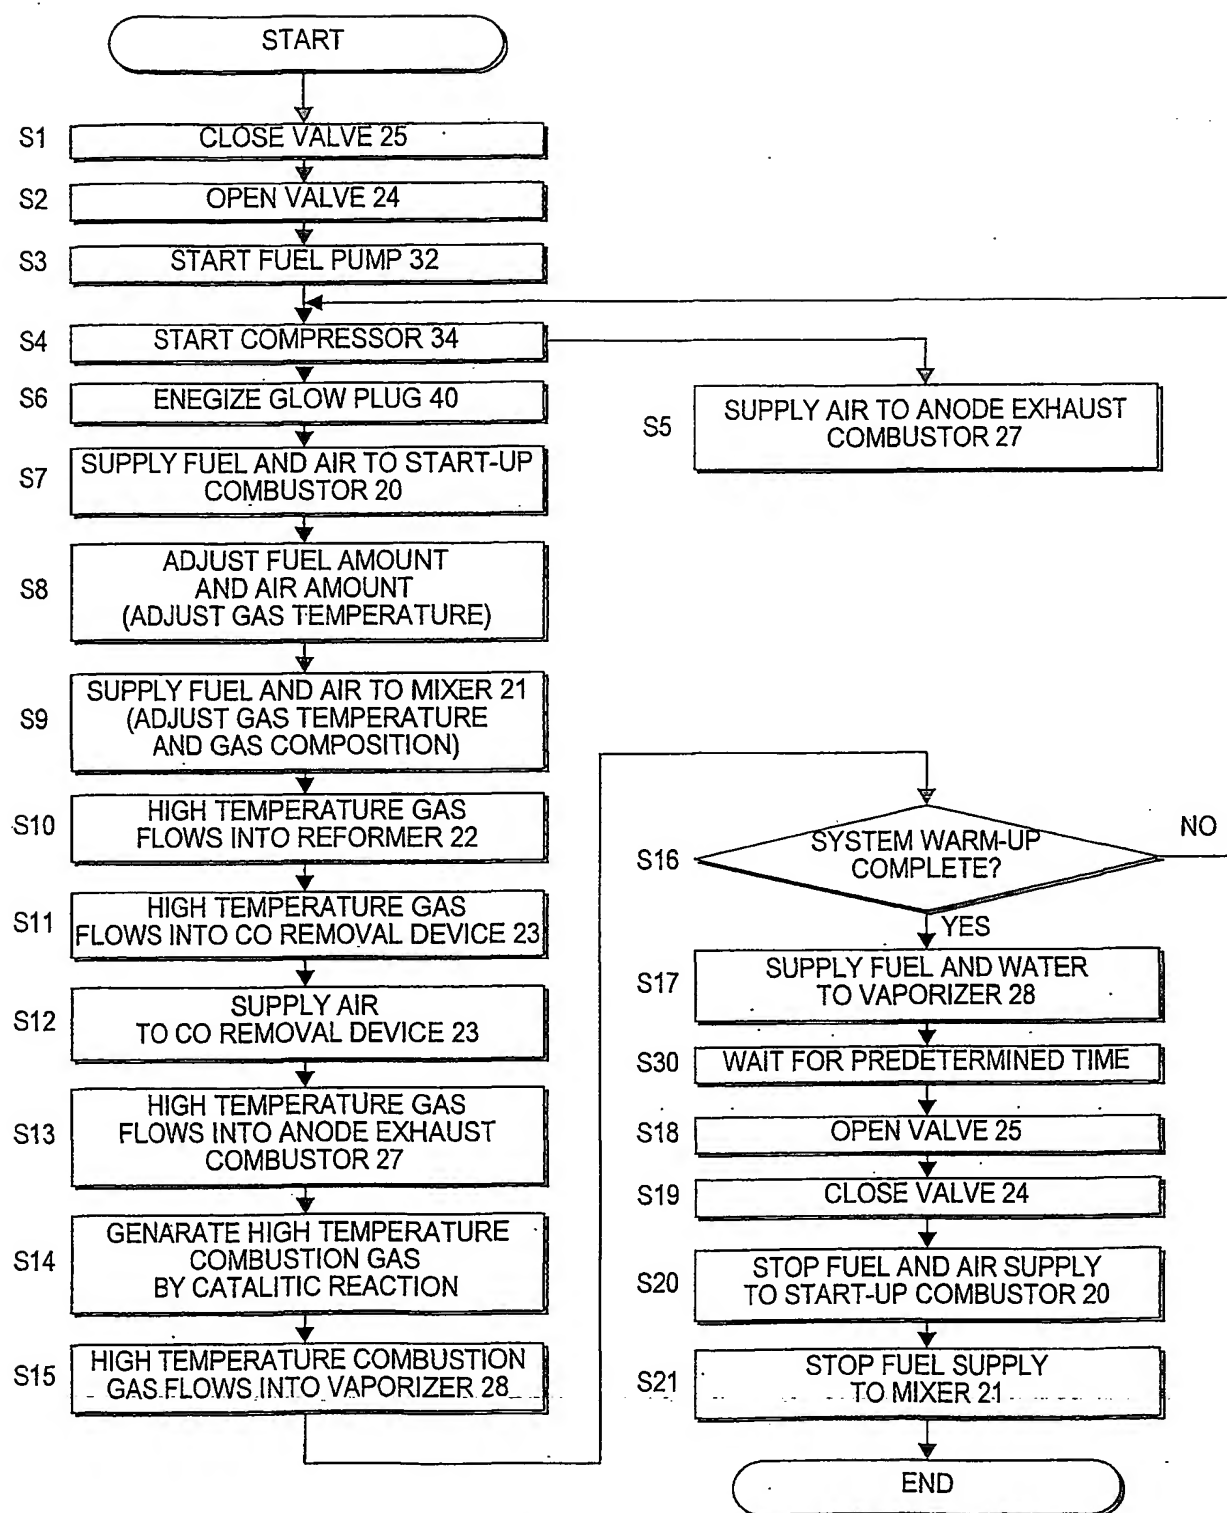 START
S1
CLOSE VALVE 25
S2
OPEN VALVE 24
S3
START FUEL PUMP 32
S4
START COMPRESSOR 34
S6
ENEGIZE GLOW PLUG 40
S5
SUPPLY AIR TO ANODE EXHAUST
COMBUSTOR 27
S7
SUPPLY FUEL AND AIR TO START-UP
COMBUSTOR 20
S8
ADJUST FUEL AMOUNT
AND AIR AMOUNT
(ADJUST GAS TEMPERATURE)
S9
SUPPLY FUEL AND AIR TO MIXER 21
(ADJUST GAS TEMPERATURE
AND GAS COMPOSITION)
S10
HIGH TEMPERATURE GAS
FLOWS INTO REFORMER 22
S11
HIGH TEMPERATURE GAS
FLOWS INTO CO REMOVAL DEVICE 23
S12
SUPPLY AIR
TO CO REMOVAL DEVICE 23
S13
HIGH TEMPERATURE GAS
FLOWS INTO ANODE EXHAUST
COMBUSTOR 27
S14
GENARATE HIGH TEMPERATURE
COMBUSTION GAS
BY CATALITIC REACTION
S15
HIGH TEMPERATURE COMBUSTION
GAS FLOWS INTO VAPORIZER 28
S16
SYSTEM WARM-UP
COMPLETE?
NO
YES
S17
SUPPLY FUEL AND WATER
TO VAPORIZER 28
S30
WAIT FOR PREDETERMINED TIME
S18
OPEN VALVE 25
S19
CLOSE VALVE 24
S20
STOP FUEL AND AIR SUPPLY
TO START-UP COMBUSTOR 20
S21
STOP FUEL SUPPLY
TO MIXER 21
END